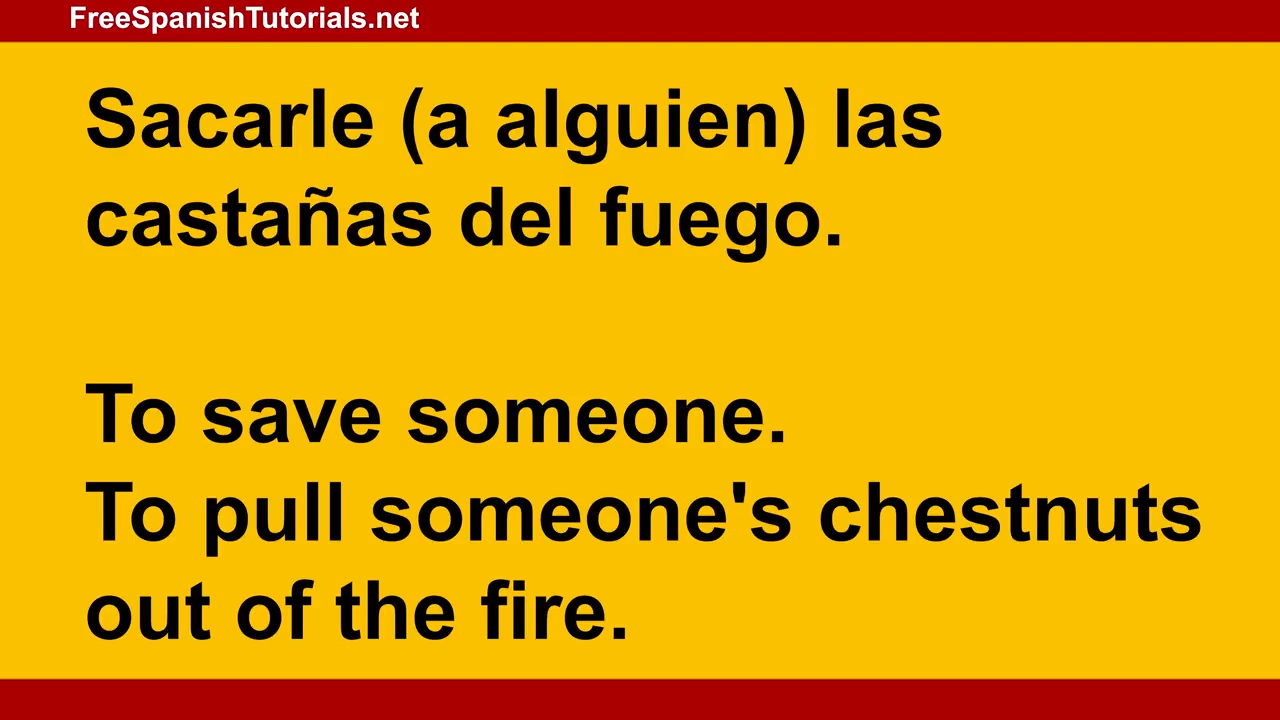 FreeSpanishTutorials.net
Sacarle (a alguien) las
castañas del fuego.
To save someone.
To pull someone's chestnuts
out of the fire.